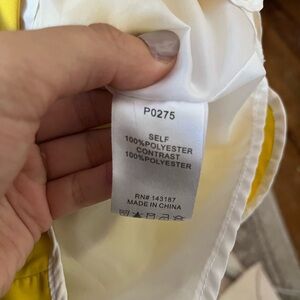 P0275
SELF
100%POLYESTER
CONTRAST
100%POLYESTER
RN# 143187
MADE IN CHINA